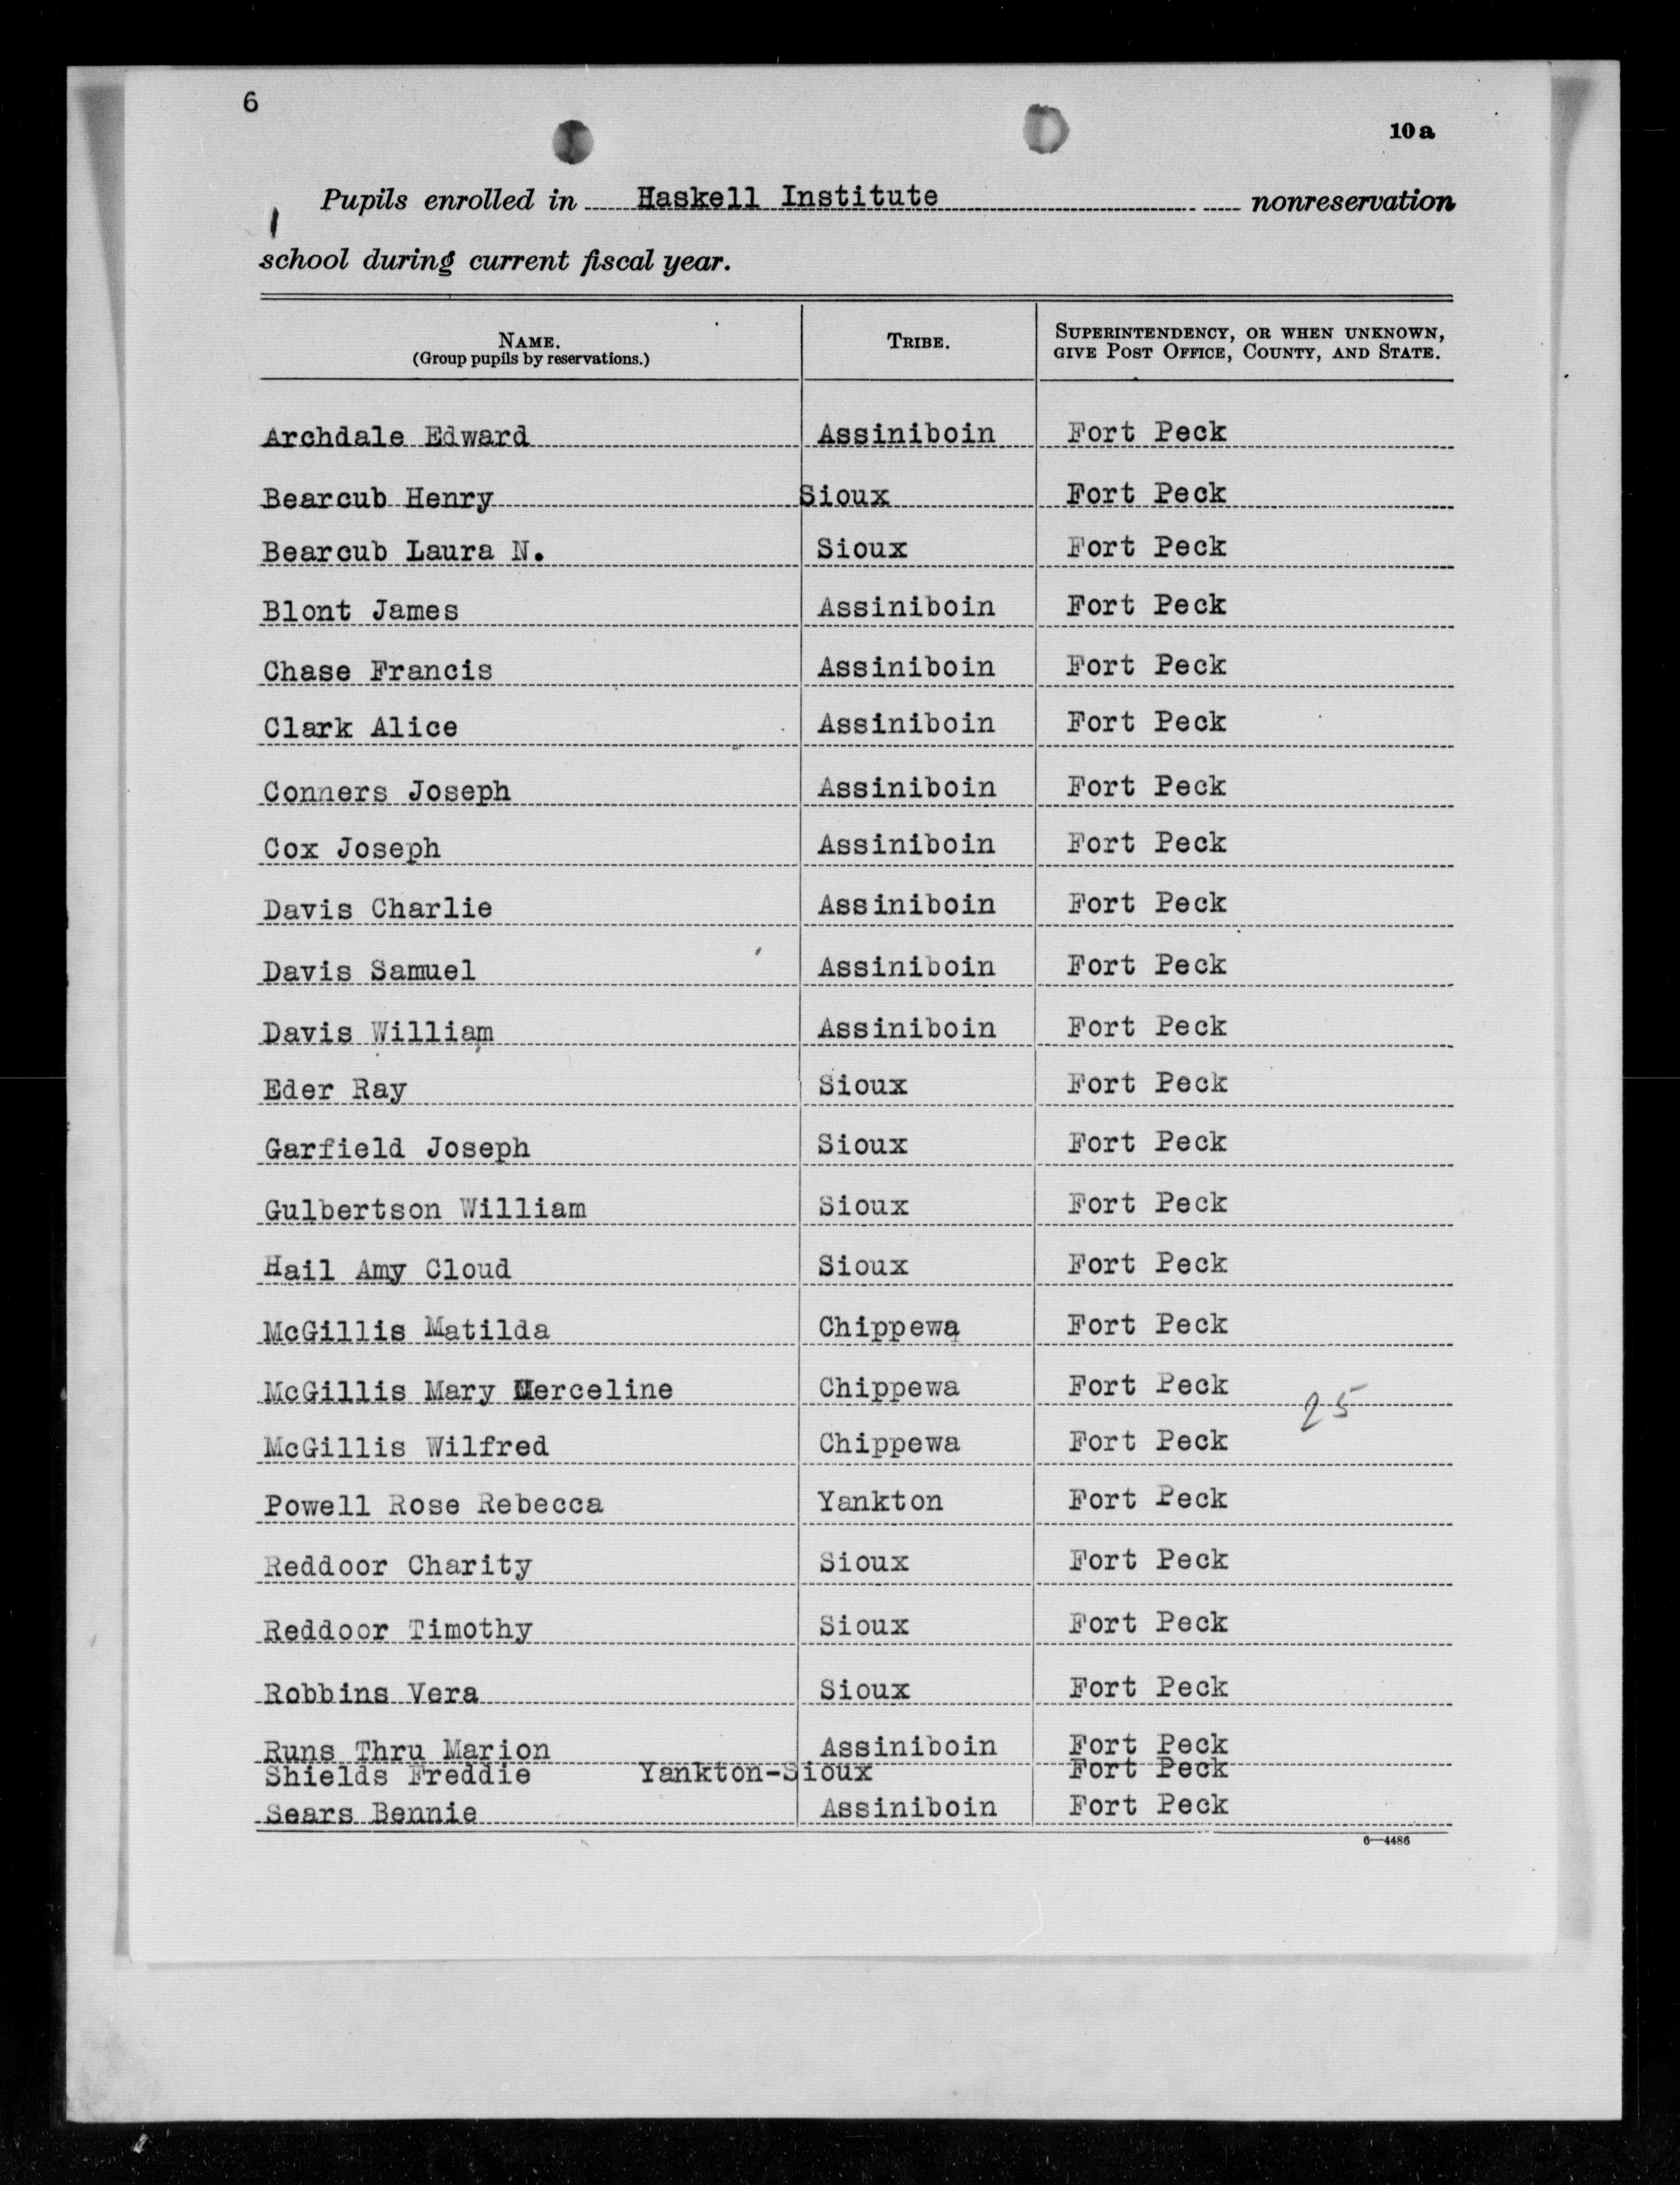 6
10a
Pupils enrolled in Haskell Institute nonreservation
school during current fiscal year.
NAME. TRIBE. SUPERINTENDENCY, OR WHEN UNKNOWN,
(Group pupils by reservations.) GIVE POST OFFICE, COUNTY, AND STATE.
Archdale Edward Assiniboin Fort Peck
Bearcub Henry Sioux Fort Peck
Bearcub Laura N. Sioux Fort Peck
Blont James Assiniboin Fort Peck
Chase Francis Assiniboin Fort Peck
Clark Alice Assiniboin Fort Peck
Conners Joseph Assiniboin Fort Peck
Cox Joseph Assiniboin Fort Peck
Davis Charlie Assiniboin Fort Peck
Davis Samuel Assiniboin Fort Peck
Davis William Assiniboin Fort Peck
Eder Ray Sioux Fort Peck
Garfield Joseph Sioux Fort Peck
Gulbertson William Sioux Fort Peck
Hail Amy Cloud Sioux Fort Peck
McGillis Matilda Chippewa Fort Peck
McGillis Mary Merceline Chippewa Fort Peck
25
McGillis Wilfred Chippewa Fort Peck
Powell Rose Rebecca Yankton Fort Peck
Reddoor Charity Sioux Fort Peck
Reddoor Timothy Sioux Fort Peck
Robbins Vera Sioux Fort Peck
Runs Thru Marion Assiniboin Fort Peck
Shields Freddie Yankton-Sioux Fort Peck
Sears Bennie Assiniboin Fort Peck
6—4486